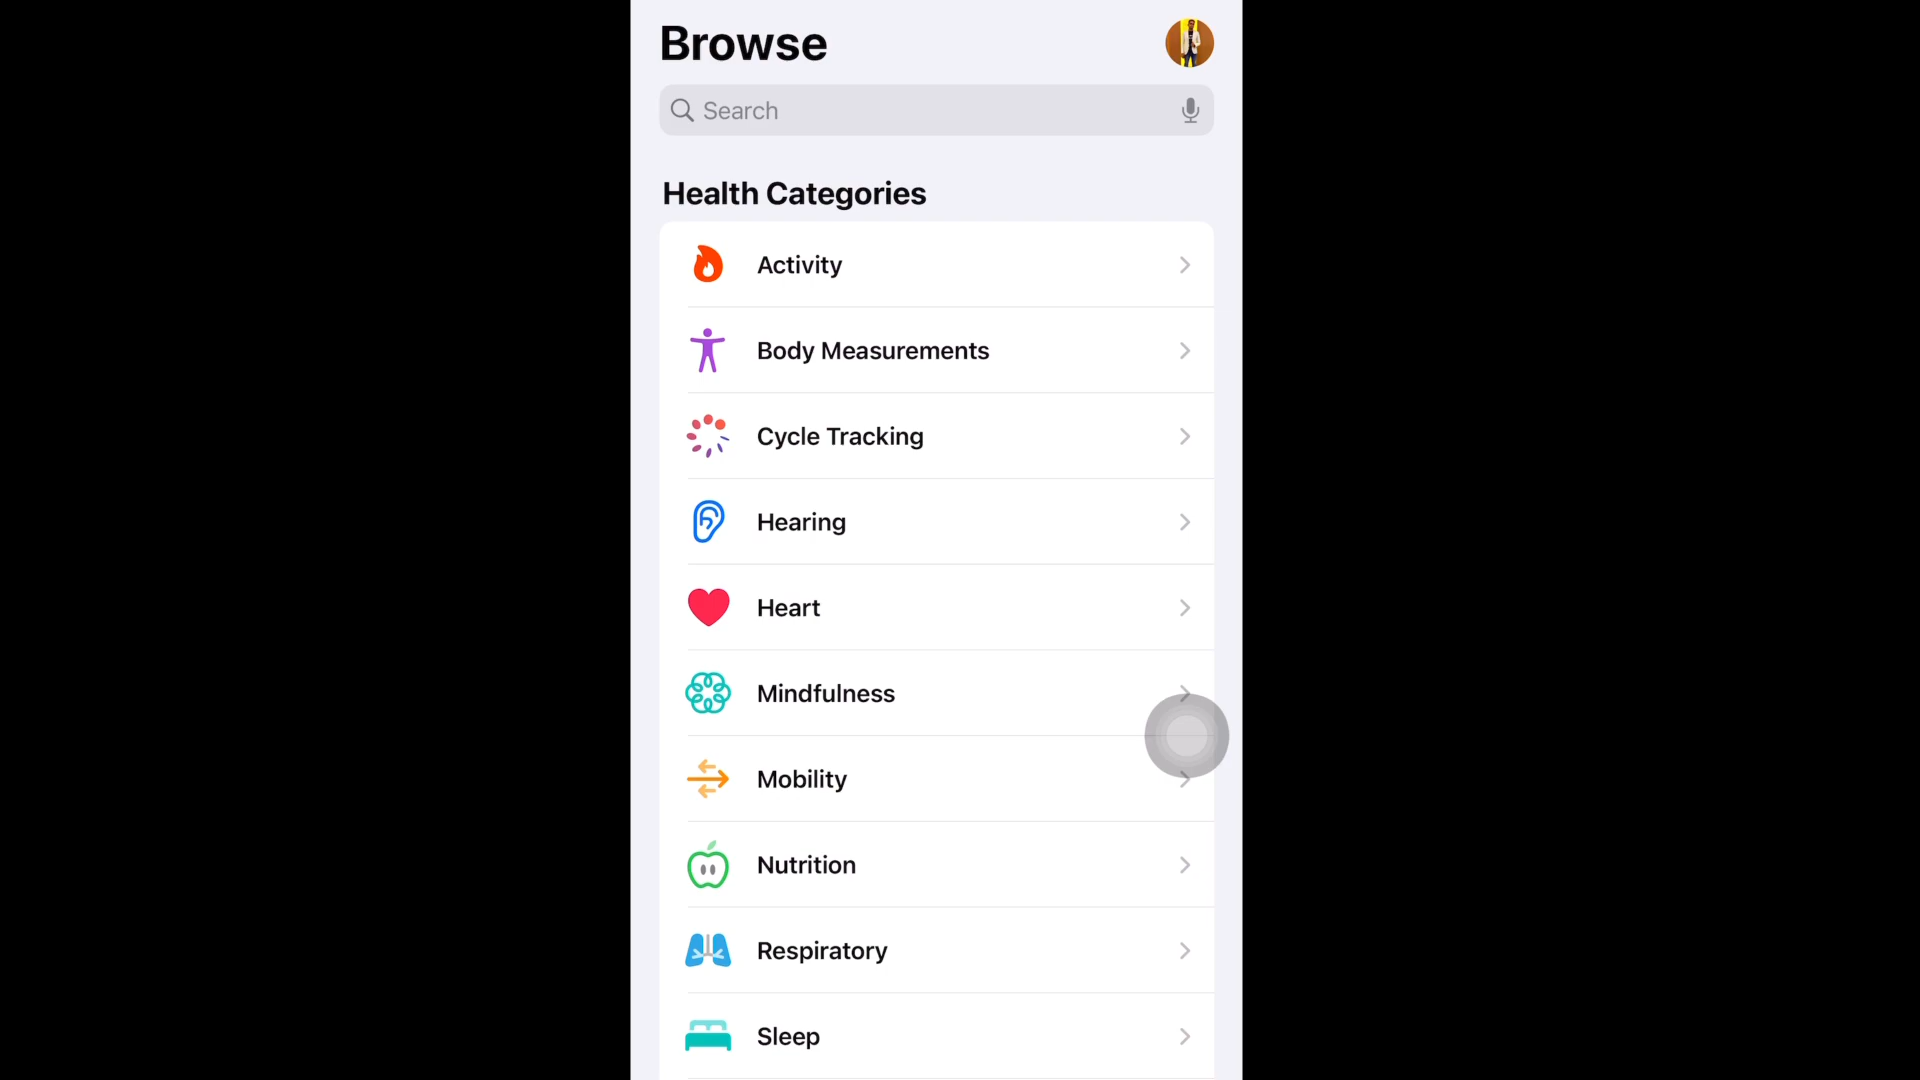 Browse
Search
Health Categories
Activity
Body Measurements
Cycle Tracking
Hearing
Heart
Mindfulness
Mobility
Nutrition
Respiratory
Sleep